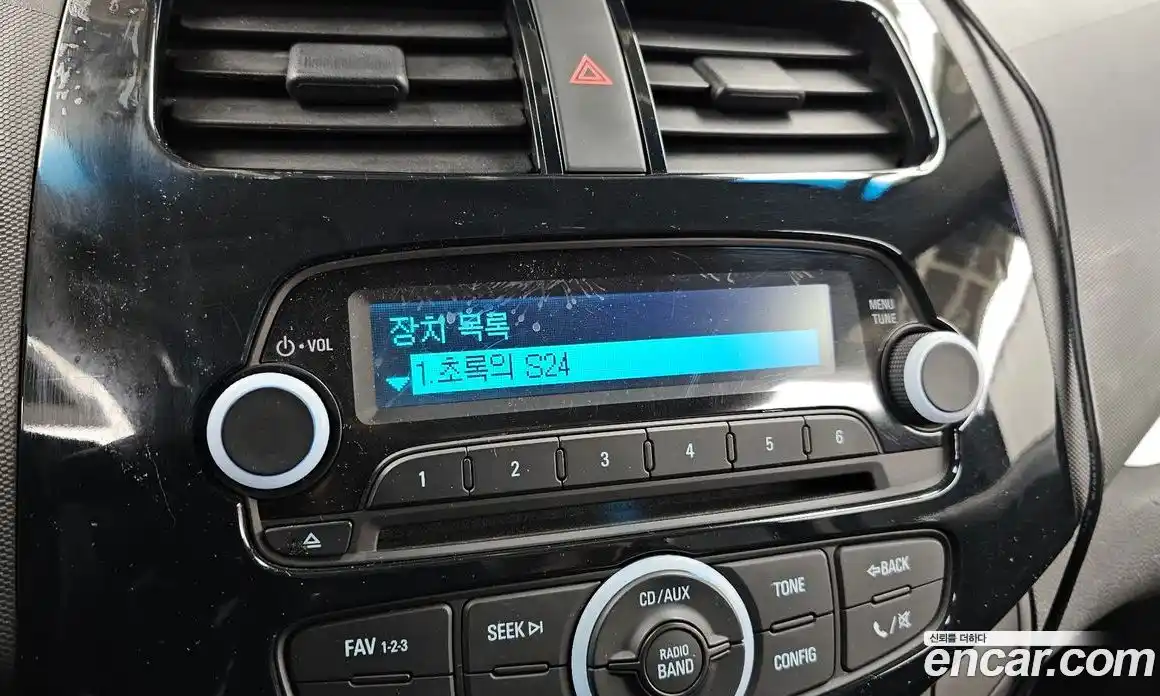 장치 목록
1.초록의 S24
VOL
MENU
TUNE
1 2 3 4 5 6
FAV 1-2-3
SEEK
CD/AUX
RADIO
BAND
TONE
CONFIG
BACK
신뢰를 더하다
encar.com